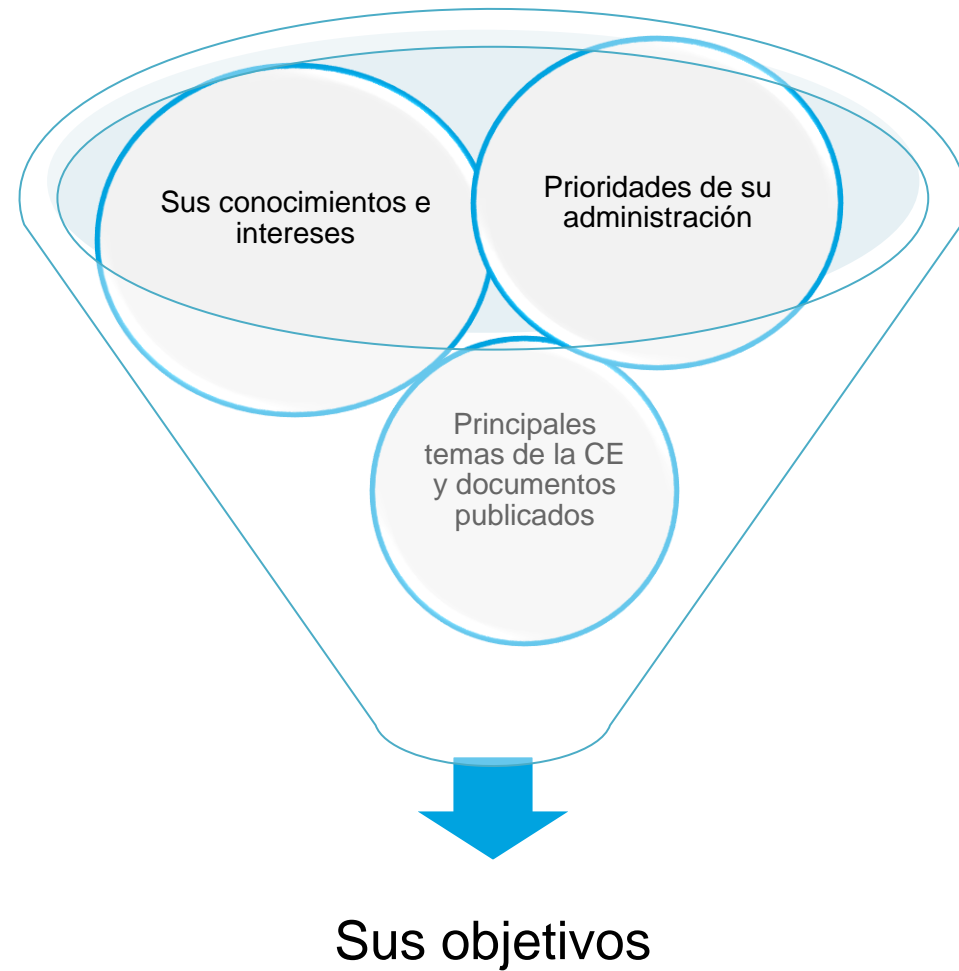 Sus conocimientos e
intereses
Prioridades de su
administración
Principales
temas de la CE
y documentos
publicados
Sus objetivos